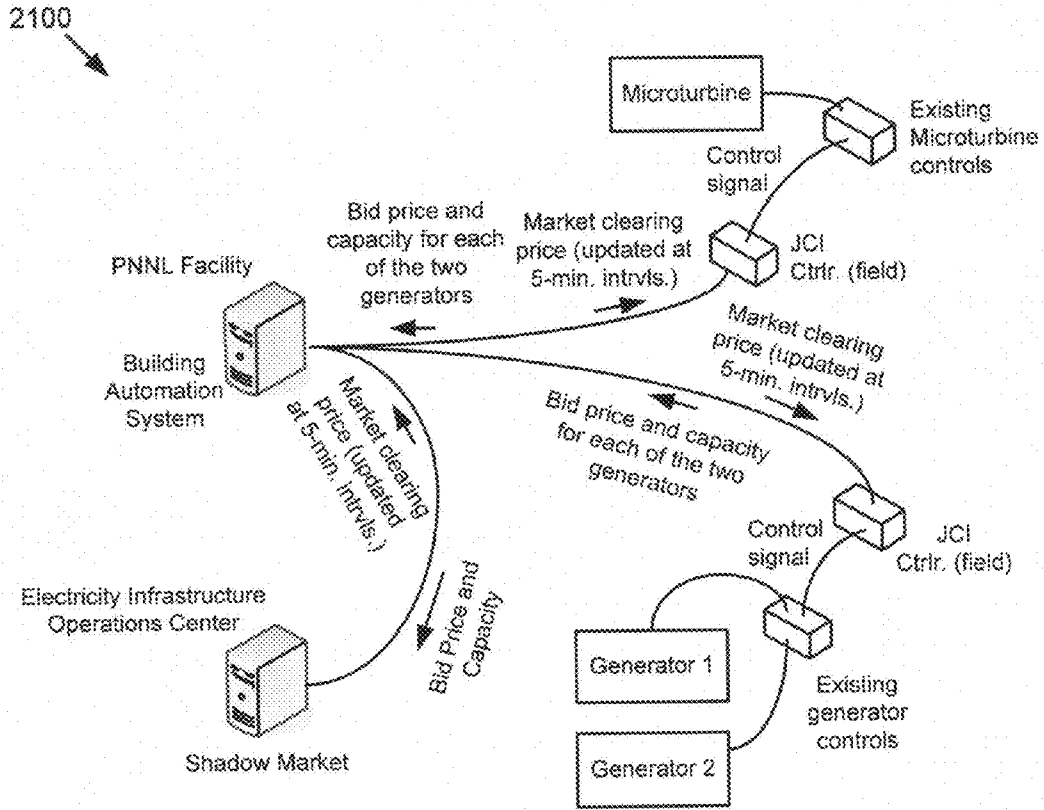 2100
Microturbine
Existing
Microturbine
controls
Control
signal
JCI
Ctrlr. (field)
Bid price and
capacity for each
of the two
generators
Market clearing
price (updated at
5-min. intrvls.)
PNNL Facility
Building
Automation
System
Market clearing
price (updated at
5-min. intrvls.)
Bid price and capacity
for each of the two
generators
Market clearing
price (updated
at 5-min. intrvls.)
JCI
Ctrlr. (field)
Control
signal
Electricity Infrastructure
Operations Center
Bid Price and
Capacity
Generator 1
Existing
generator
controls
Shadow Market
Generator 2